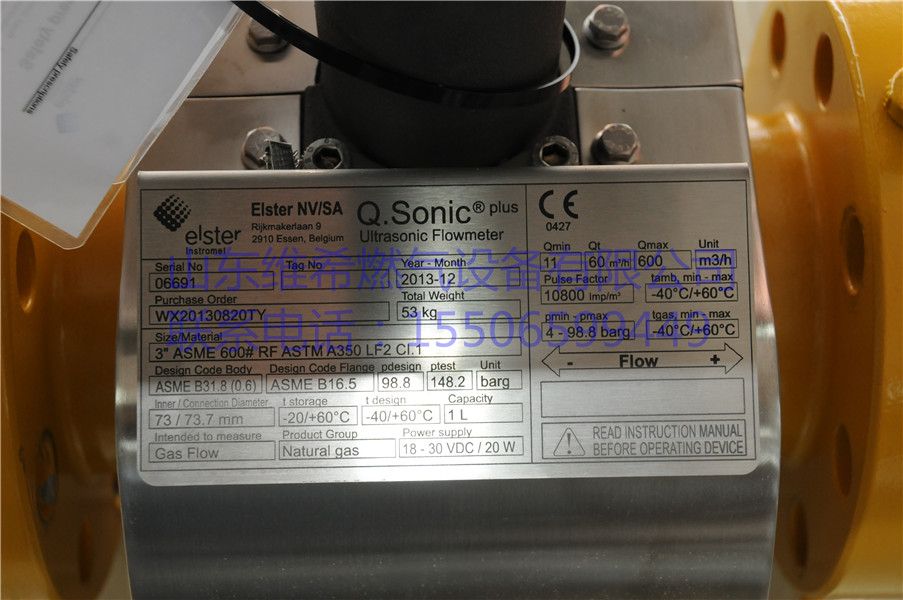 Safety prescriptions
elster
Instromet
Elster NV/SA
Rijkmakerlaan 9
2910 Essen, Belgium
Q.Sonic® plus
Ultrasonic Flowmeter
Serial No
06691
Tag No
Year - Month
2013-12
Purchase Order
WX20130820TY
Total Weight
53 kg
Size/Material
3" ASME 600# RF ASTM A350 LF2 Cl.1
Design Code Body
ASME B31.8 (0.6)
Design Code Flange
ASME B16.5
pdesign
98.8
ptest
148.2
Unit
barg
Inner / Connection Diameter
73 / 73.7 mm
t storage
-20/+60°C
t design
-40/+60°C
Capacity
1 L
Intended to measure
Gas Flow
Product Group
Natural gas
Power supply
18 - 30 VDC / 20 W
CE
0427
Qmin
11
Qt
60 m³/h
Qmax
600
Unit
m3/h
Pulse Factor
10800 Imp/m³
tamb, min - max
-40°C/+60°C
pmin - pmax
4 - 98.8 barg
tgas, min - max
-40°C/+60°C
- Flow +
READ INSTRUCTION MANUAL
BEFORE OPERATING DEVICE
山东维希燃气设备有限公司
联系电话：15506599449